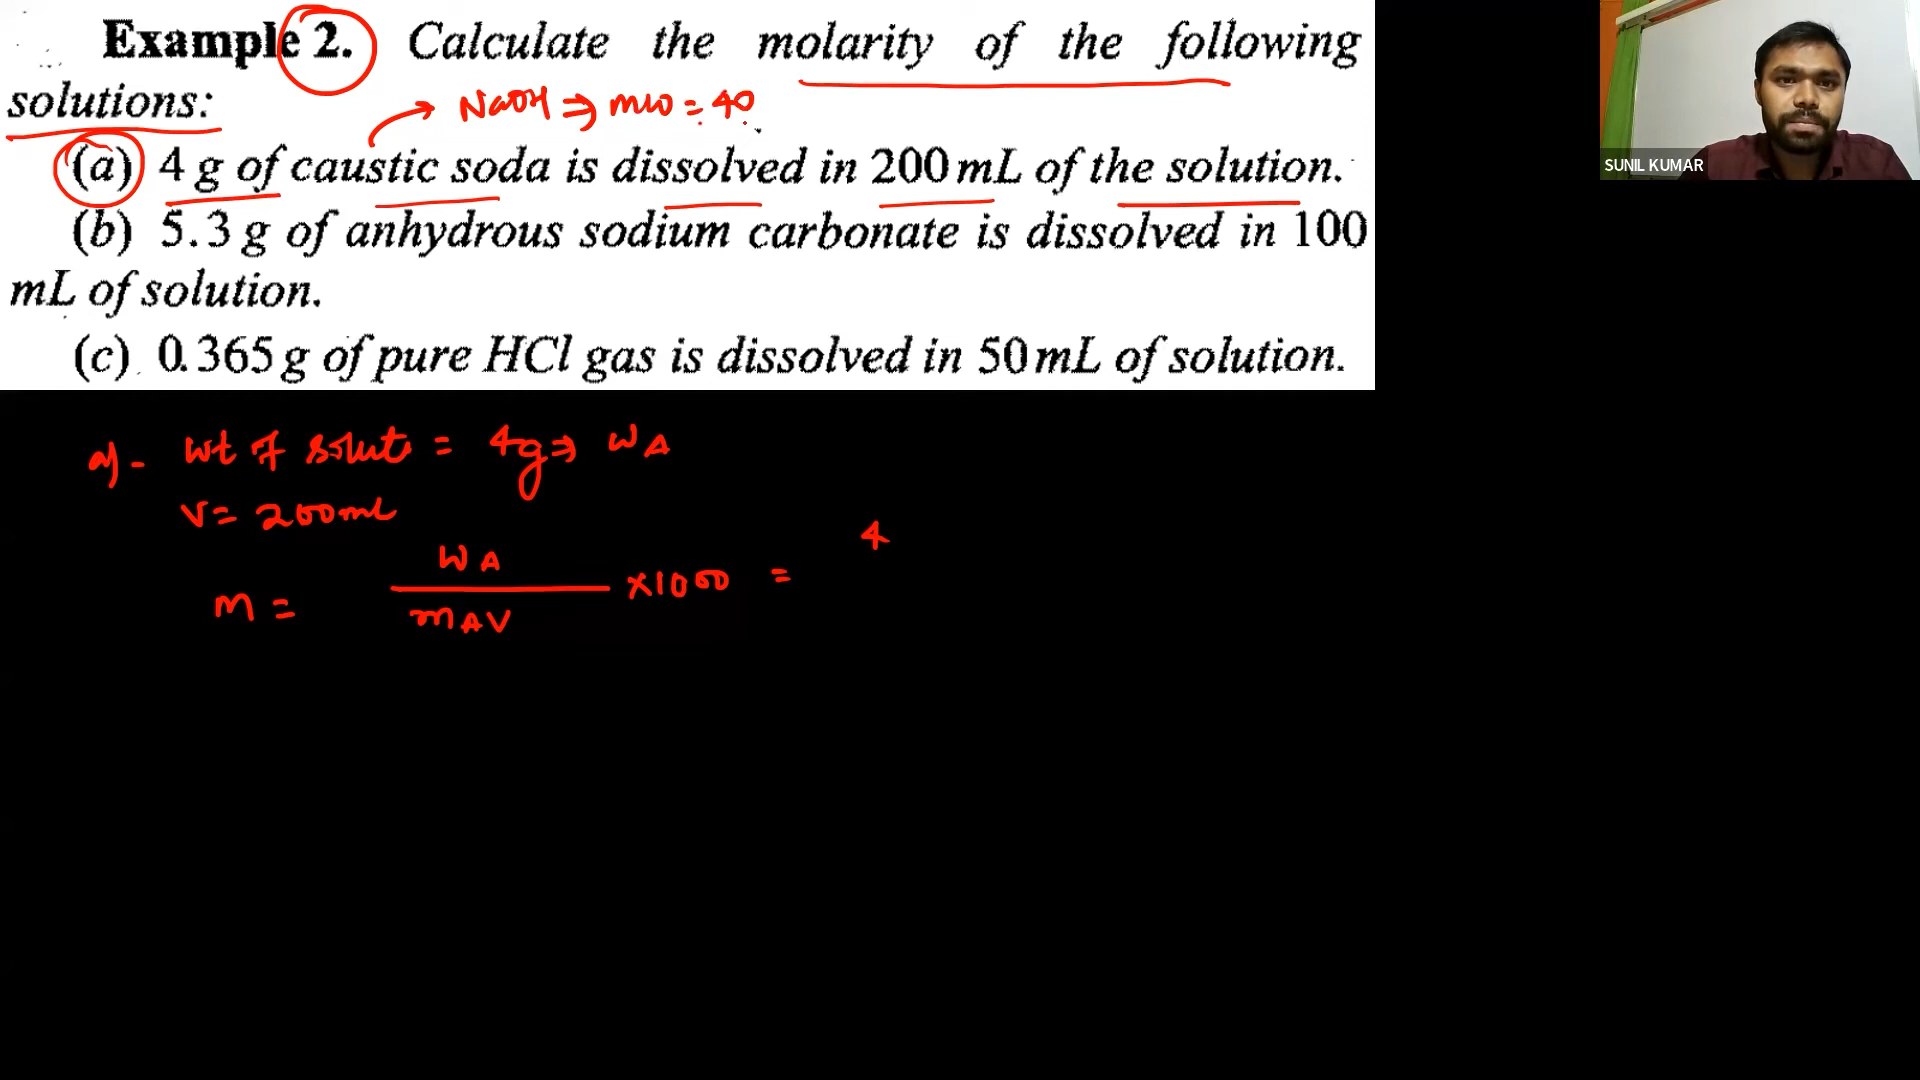 Example 2. Calculate the molarity of the following
solutions:
→ NaOH ⇒ mw = 40
(a) 4 g of caustic soda is dissolved in 200 mL of the solution.
(b) 5.3 g of anhydrous sodium carbonate is dissolved in 100
mL of solution.
(c) 0.365 g of pure HCl gas is dissolved in 50 mL of solution.
SUNIL KUMAR
a) - wt of solute = 4g ⇒ WA
V = 200ml
WA
M = ―― ×1000 = 4
mAV